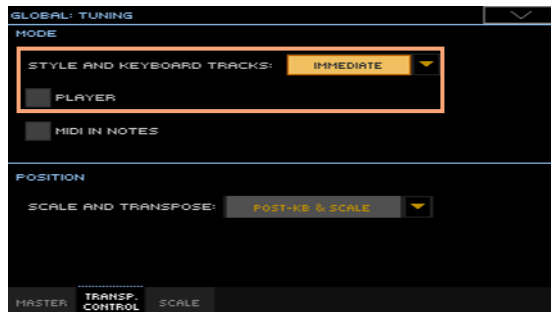 GLOBAL: TUNING
MODE
STYLE AND KEYBOARD TRACKS: IMMEDIATE
PLAYER
MIDI IN NOTES
POSITION
SCALE AND TRANSPOSE: POST-KB & SCALE
MASTER TRANSP. CONTROL SCALE